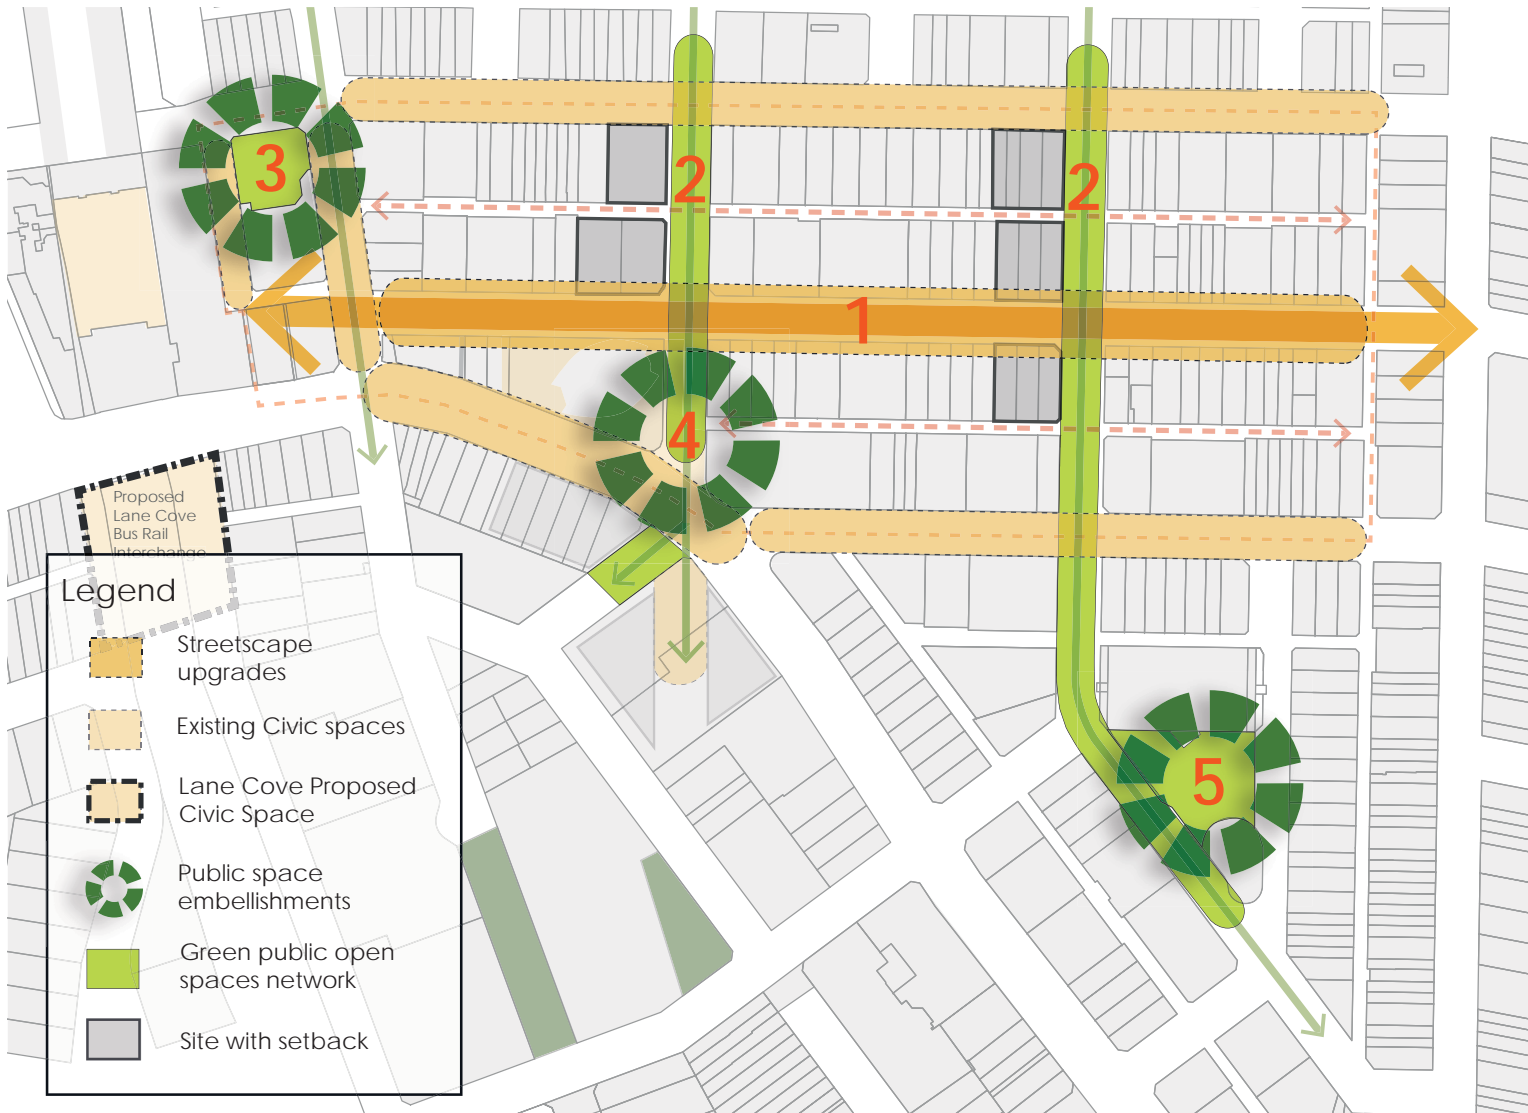 3
2
2
1
4
5
Proposed
Lane Cove
Bus Rail
Interchange
Legend
Streetscape
upgrades
Existing Civic spaces
Lane Cove Proposed
Civic Space
Public space
embellishments
Green public open
spaces network
Site with setback